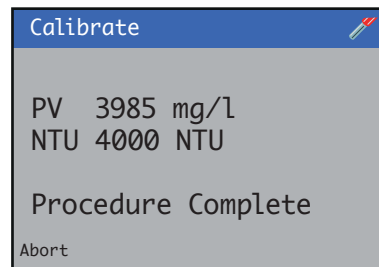 Calibrate
PV 3985 mg/l
NTU 4000 NTU
Procedure Complete
Abort